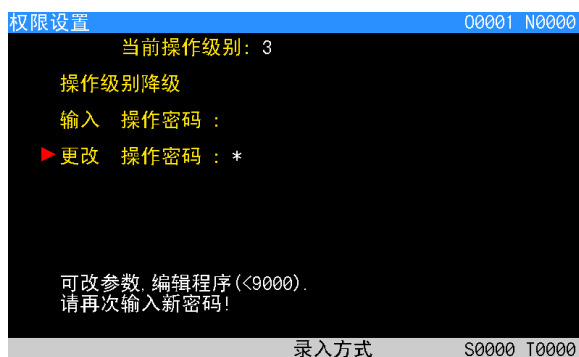 权限设置 O0001 N0000
当前操作级别: 3
操作级别降级
输入 操作密码 :
更改 操作密码 : *
可改参数,编辑程序(<9000).
请再次输入新密码!
录入方式 S0000 T0000